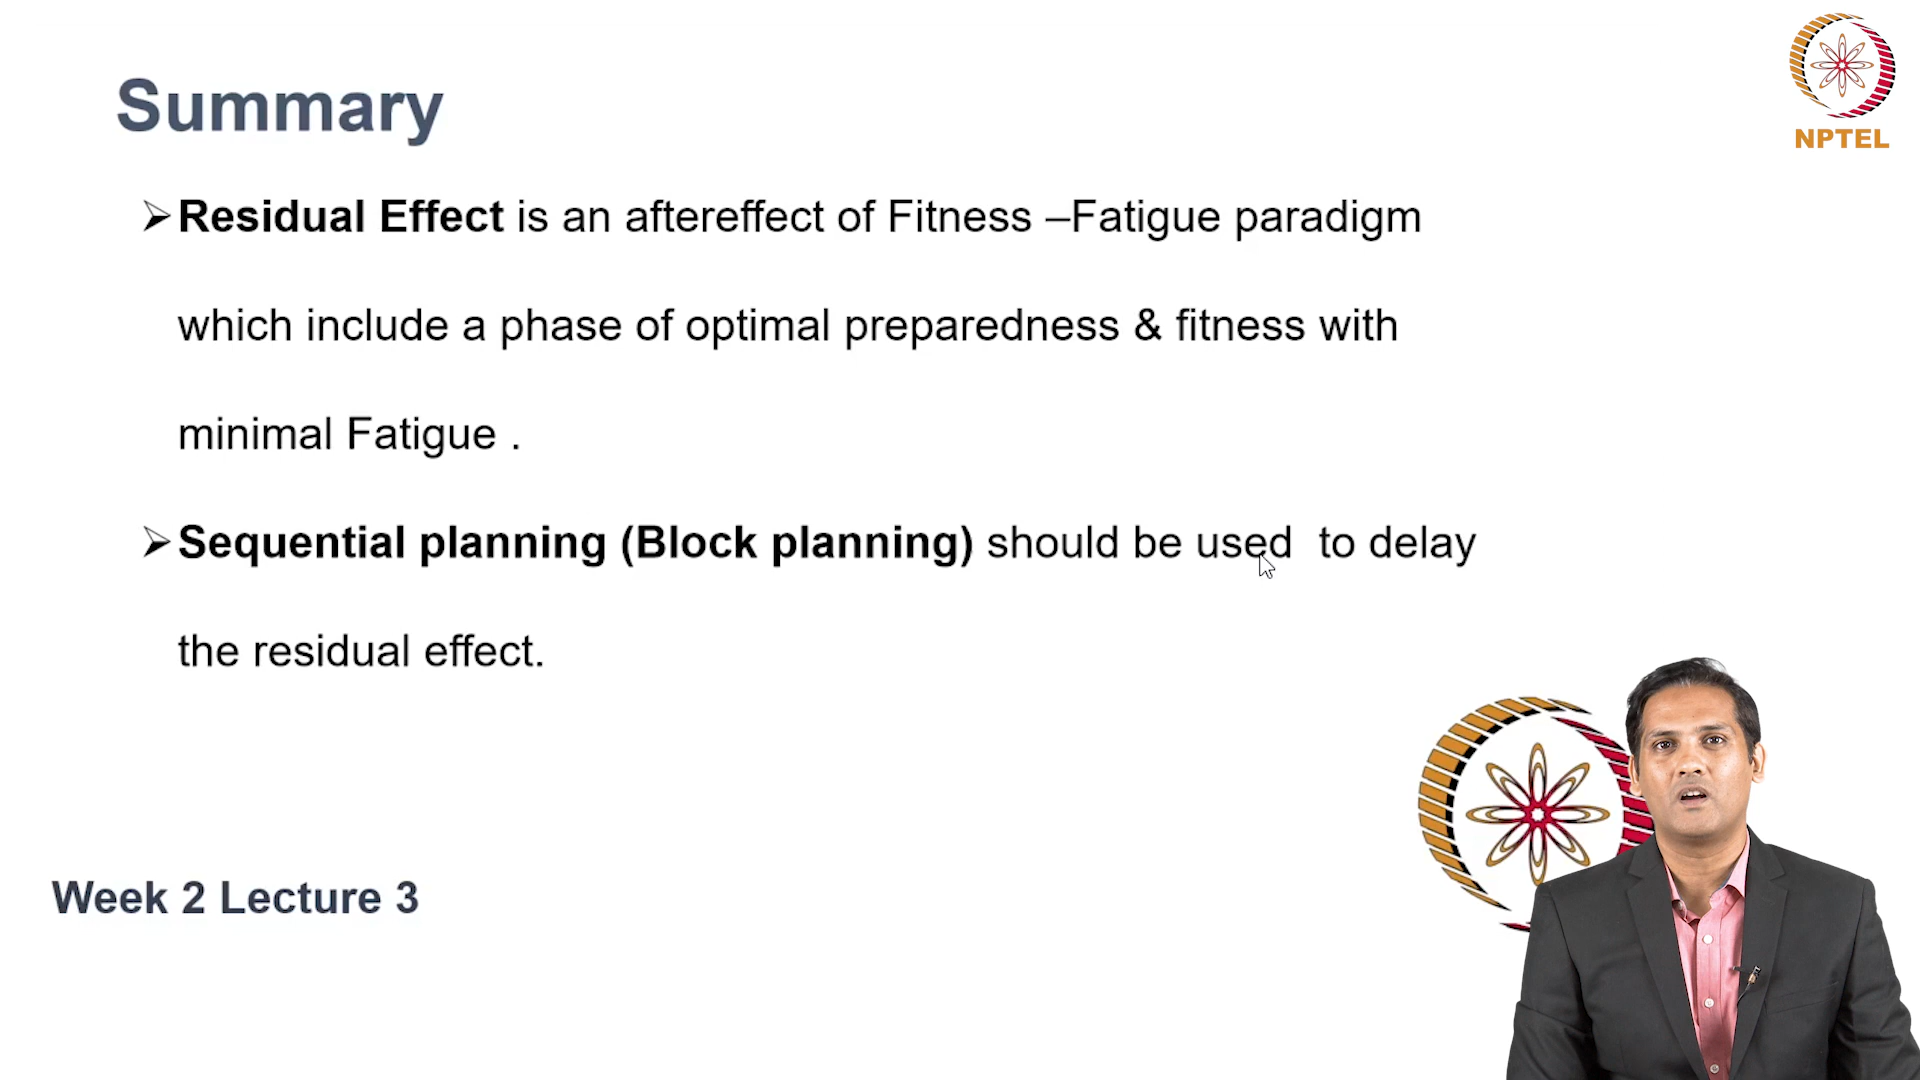 Summary
NPTEL
➢Residual Effect is an aftereffect of Fitness –Fatigue paradigm
which include a phase of optimal preparedness & fitness with
minimal Fatigue .
➢Sequential planning (Block planning) should be used  to delay
the residual effect.
Week 2 Lecture 3